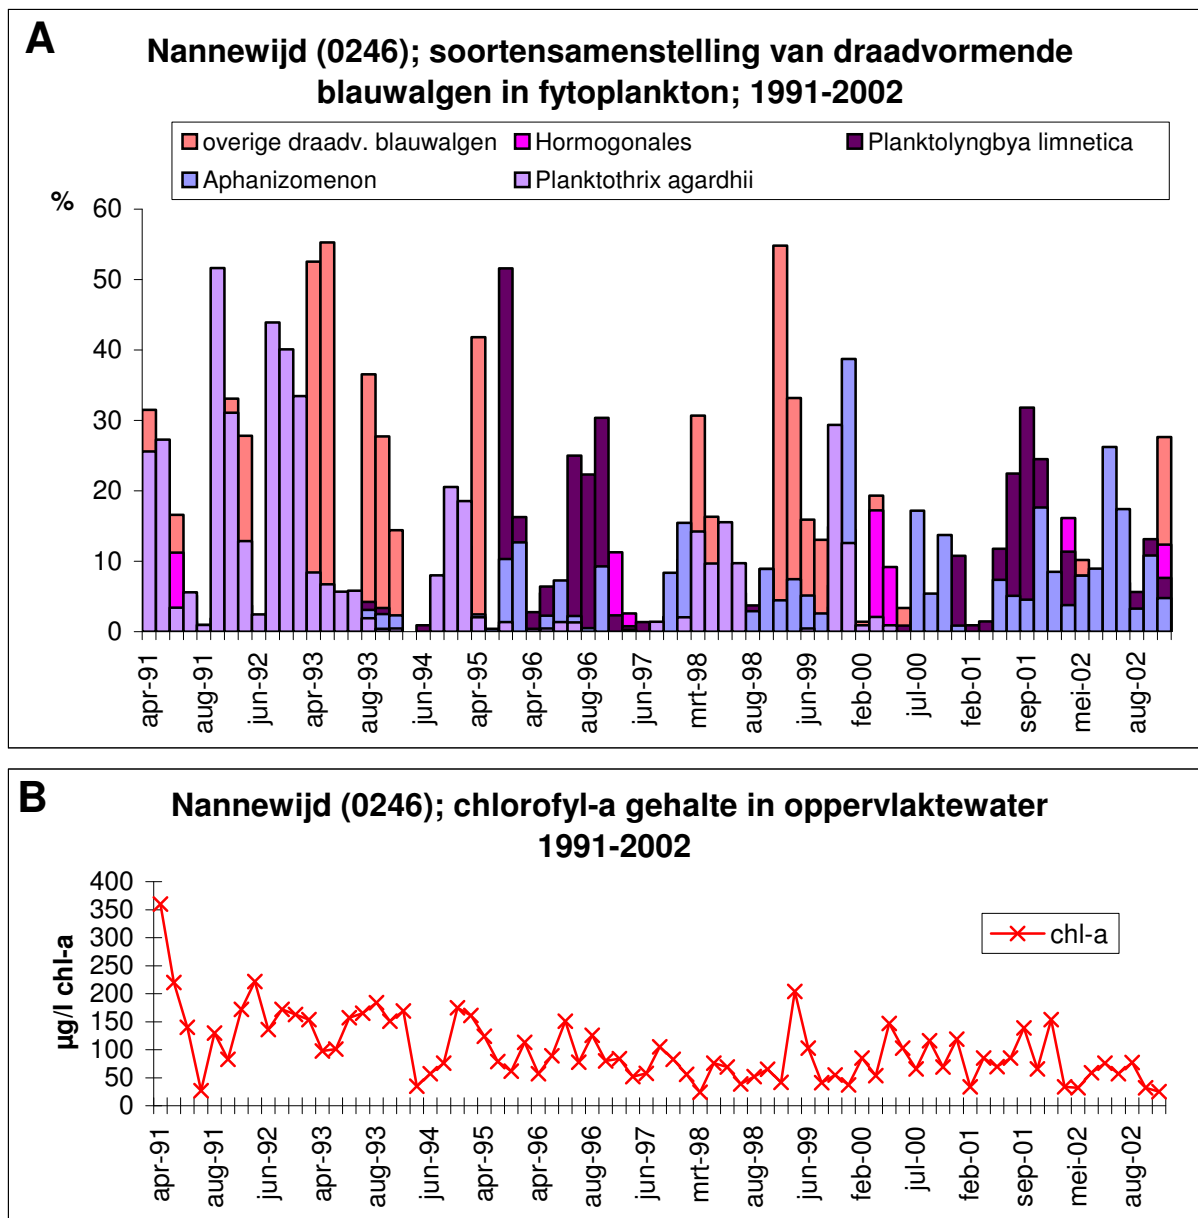 A
Nannewijd (0246); soortensamenstelling van draadvormende
blauwalgen in fytoplankton; 1991-2002
overige draadv. blauwalgen Hormogonales Planktolyngbya limnetica
Aphanizomenon Planktothrix agardhii
%
60
50
40
30
20
10
0
apr-91 aug-91 jun-92 apr-93 aug-93 jun-94 apr-95 apr-96 aug-96 jun-97 mrt-98 aug-98 jun-99 feb-00 jul-00 feb-01 sep-01 mei-02 aug-02
B
Nannewijd (0246); chlorofyl-a gehalte in oppervlaktewater
1991-2002
µg/l chl-a
400
350
300
250
200
150
100
50
0
chl-a
apr-91 aug-91 jun-92 apr-93 aug-93 jun-94 apr-95 apr-96 aug-96 jun-97 mrt-98 aug-98 jun-99 feb-00 jul-00 feb-01 sep-01 mei-02 aug-02